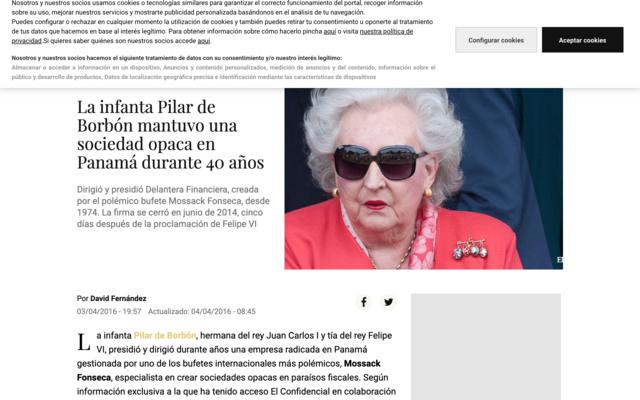 Nosotros y nuestros socios usamos cookies o tecnologías similares para garantizar el correcto funcionamiento del portal, recoger información
sobre su uso, mejorar nuestros servicios y mostrarte publicidad personalizada basándonos en el análisis de tu navegación.
Puedes configurar o rechazar en cualquier momento la utilización de cookies y también puedes retirar tu consentimiento u oponerte al tratamiento
de tus datos que hacemos en base al interés legítimo. Para obtener información sobre cómo hacerlo pincha aquí o visita nuestra política de
privacidad.Si quieres saber quiénes son nuestros socios accede aquí.
Configurar cookies
Aceptar cookies
Nosotros y nuestros socios hacemos el siguiente tratamiento de datos con su consentimiento y/o nuestro interés legítimo:
Almacenar o acceder a información en un dispositivo, Anuncios y contenido personalizados, medición de anuncios y del contenido, información sobre el
público y desarrollo de productos, Datos de localización geográfica precisa e identificación mediante las características de dispositivos
La infanta Pilar de
Borbón mantuvo una
sociedad opaca en
Panamá durante 40 años
Dirigió y presidió Delantera Financiera, creada
por el polémico bufete Mossack Fonseca, desde
1974. La firma se cerró en junio de 2014, cinco
días después de la proclamación de Felipe VI
Por David Fernández
03/04/2016 - 19:57 Actualizado: 04/04/2016 - 08:45
La infanta Pilar de Borbón, hermana del rey Juan Carlos I y tía del rey Felipe
VI, presidió y dirigió durante años una empresa radicada en Panamá
gestionada por uno de los bufetes internacionales más polémicos, Mossack
Fonseca, especialista en crear sociedades opacas en paraísos fiscales. Según
información exclusiva a la que ha tenido acceso El Confidencial en colaboración